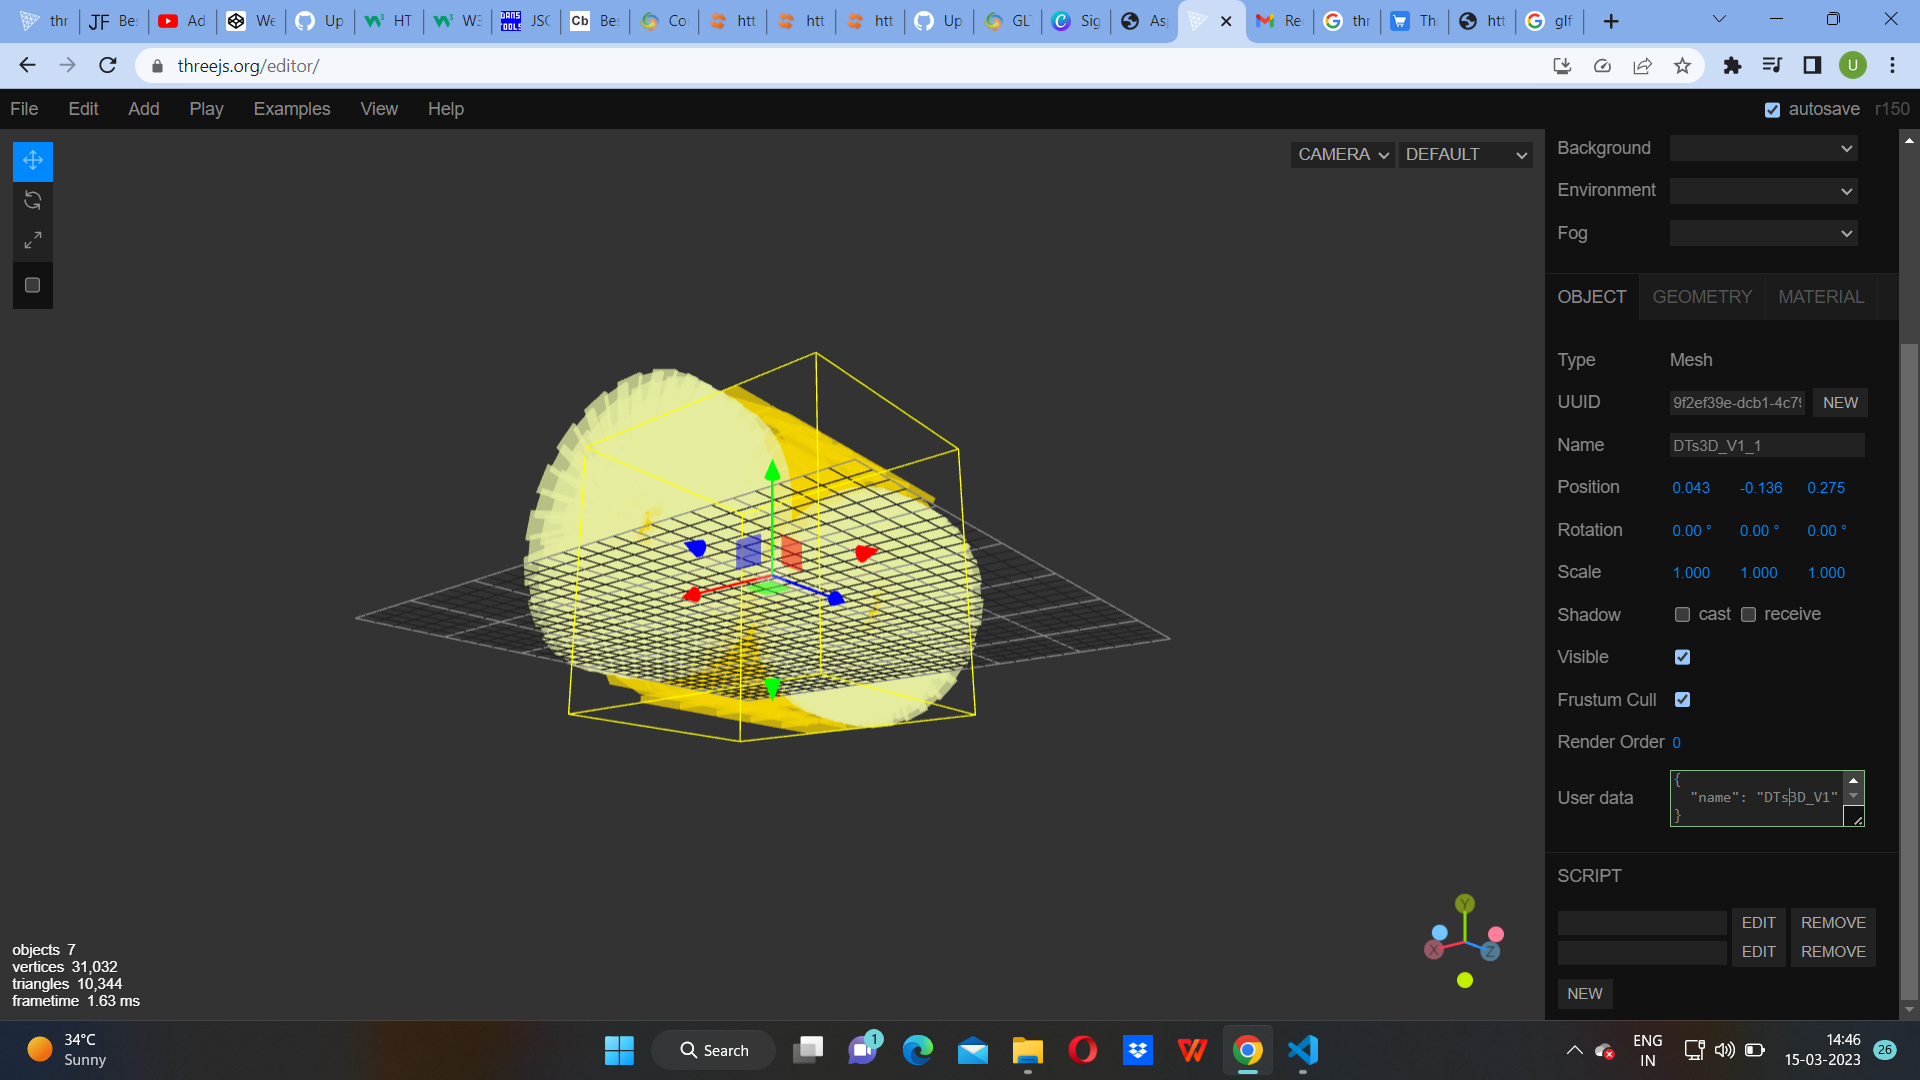 thr
JF Be
Ad
We
Up
HT
W3
DANS TOOLS JSC
Cb Be
Co
htt
htt
htt
Up
GL
Sig
As
Re
thr
Th
htt
glf
threejs.org/editor/
U
File Edit Add Play Examples View Help
autosave r150
CAMERA DEFAULT
Background
Environment
Fog
OBJECT GEOMETRY MATERIAL
Type Mesh
UUID 9f2ef39e-dcb1-4c79 NEW
Name DTs3D_V1_1
Position 0.043 -0.136 0.275
Rotation 0.00 ° 0.00 ° 0.00 °
Scale 1.000 1.000 1.000
Shadow cast receive
Visible
Frustum Cull
Render Order 0
User data
{
"name": "DTs3D_V1"
}
SCRIPT
EDIT REMOVE
EDIT REMOVE
NEW
Y
X
Z
objects 7
vertices 31,032
triangles 10,344
frametime 1.63 ms
34°C
Sunny
Search
1
ENG
IN
14:46
15-03-2023
26